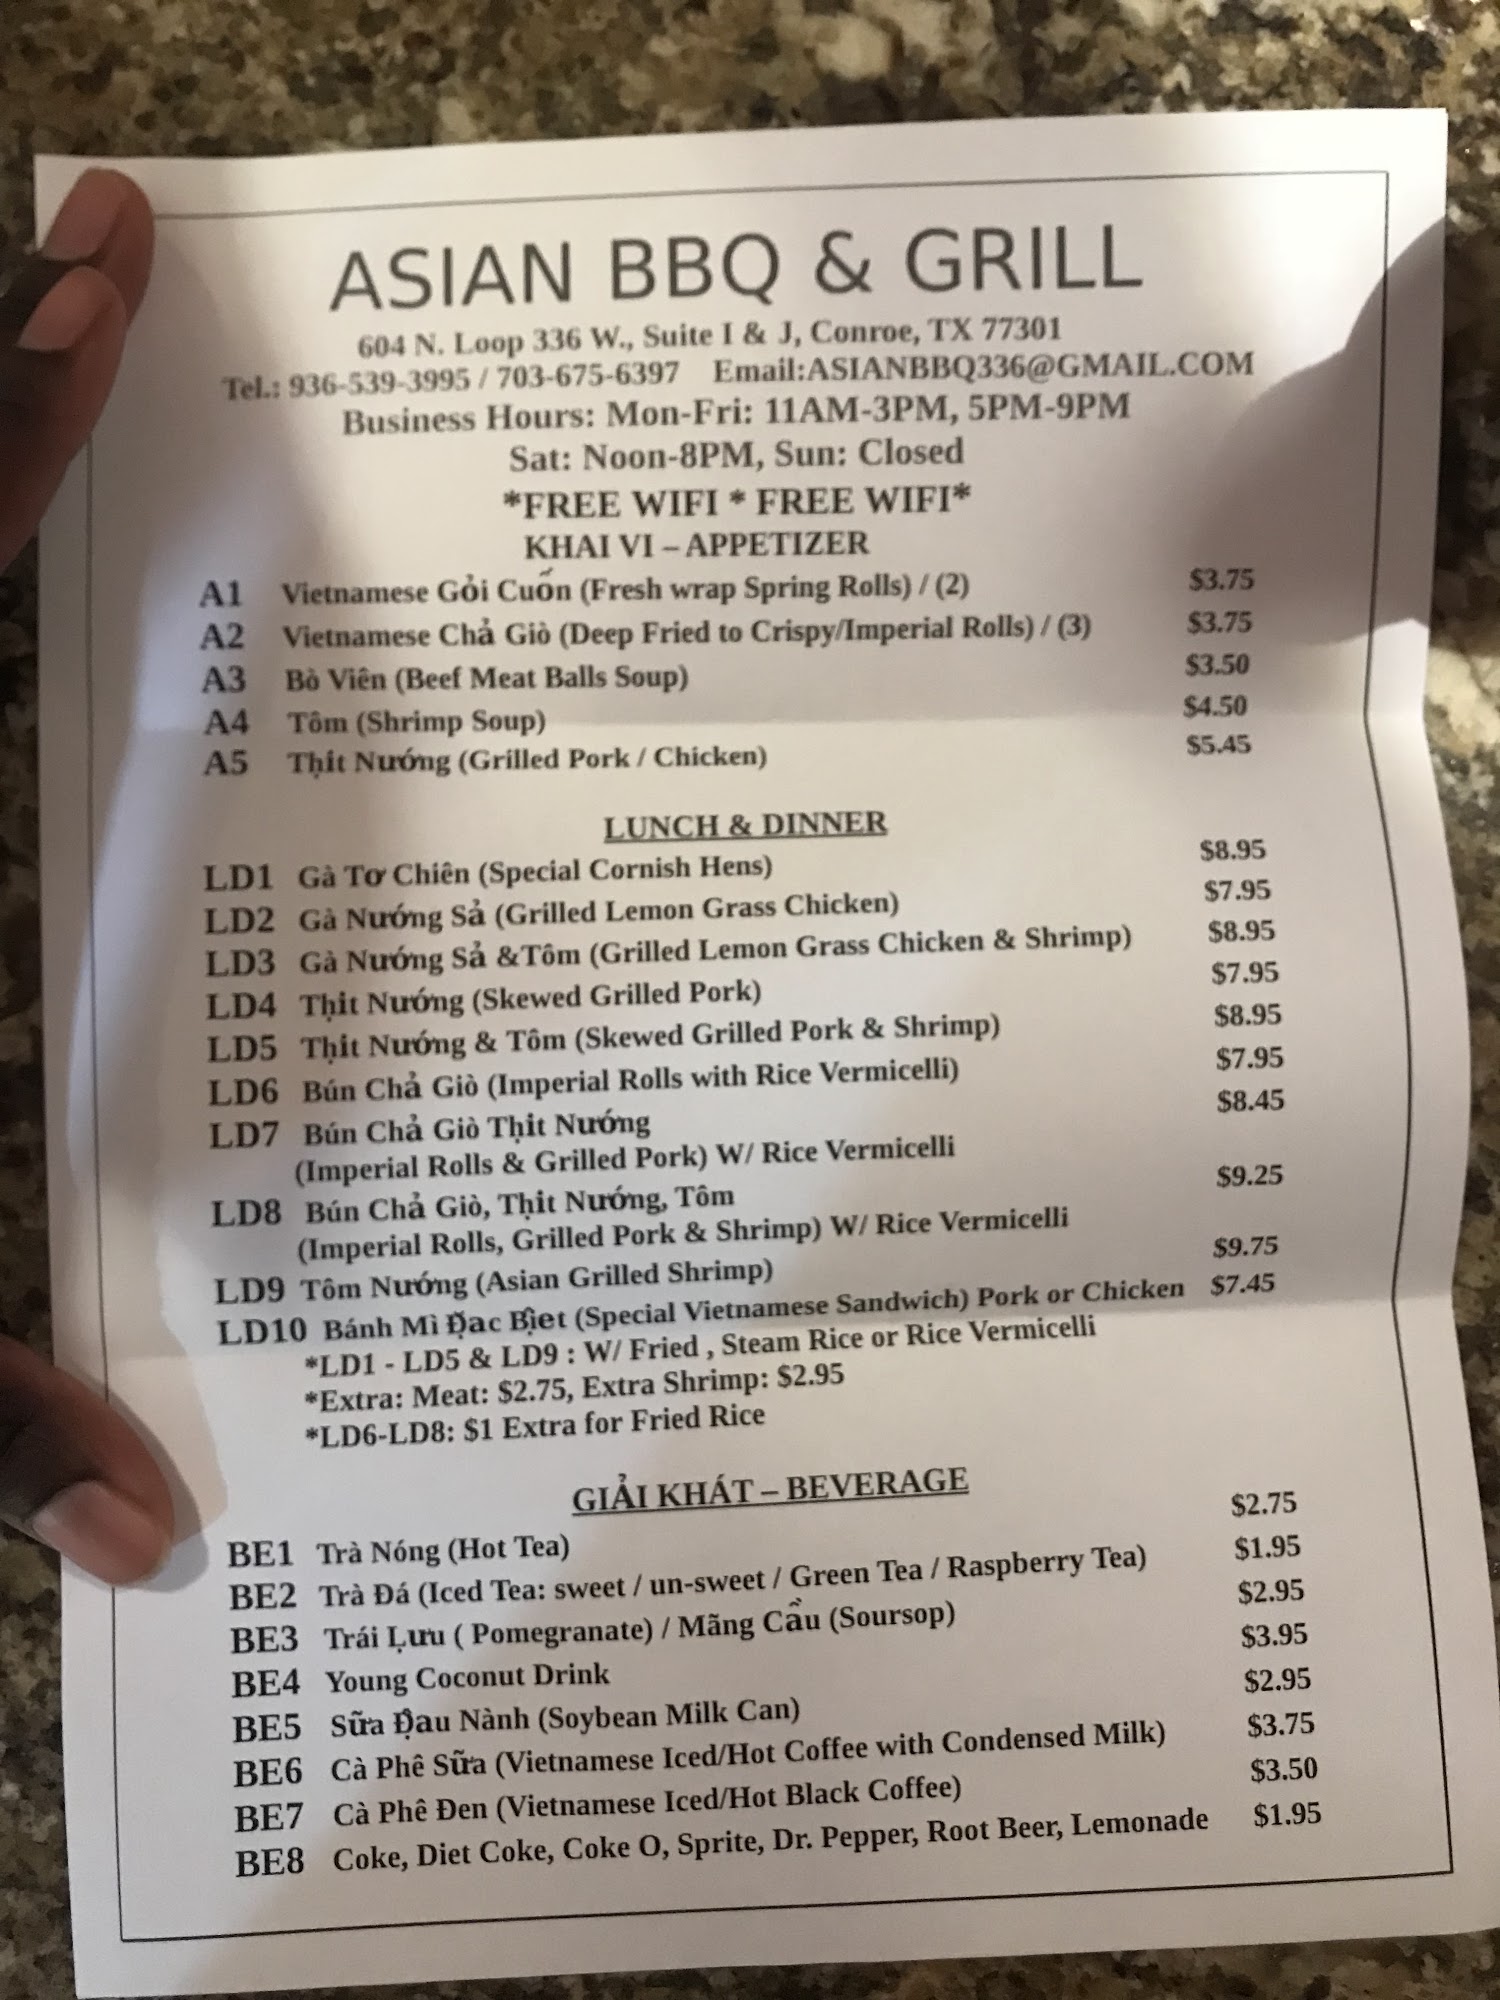 ASIAN BBQ & GRILL
604 N. Loop 336 W., Suite I & J, Conroe, TX 77301
Tel.: 936-539-3995 / 703-675-6397 Email:ASIANBBQ336@GMAIL.COM
Business Hours: Mon-Fri: 11AM-3PM, 5PM-9PM
Sat: Noon-8PM, Sun: Closed
*FREE WIFI * FREE WIFI*
KHAI VI – APPETIZER
A1 Vietnamese Gỏi Cuốn (Fresh wrap Spring Rolls) / (2) $3.75
A2 Vietnamese Chả Giò (Deep Fried to Crispy/Imperial Rolls) / (3) $3.75
A3 Bò Viên (Beef Meat Balls Soup) $3.50
A4 Tôm (Shrimp Soup) $4.50
A5 Thịt Nướng (Grilled Pork / Chicken) $5.45
LUNCH & DINNER
LD1 Gà Tơ Chiên (Special Cornish Hens) $8.95
LD2 Gà Nướng Sả (Grilled Lemon Grass Chicken) $7.95
LD3 Gà Nướng Sả &Tôm (Grilled Lemon Grass Chicken & Shrimp) $8.95
LD4 Thịt Nướng (Skewed Grilled Pork) $7.95
LD5 Thịt Nướng & Tôm (Skewed Grilled Pork & Shrimp) $8.95
LD6 Bún Chả Giò (Imperial Rolls with Rice Vermicelli) $7.95
LD7 Bún Chả Giò Thịt Nướng $8.45
(Imperial Rolls & Grilled Pork) W/ Rice Vermicelli
LD8 Bún Chả Giò, Thịt Nướng, Tôm $9.25
(Imperial Rolls, Grilled Pork & Shrimp) W/ Rice Vermicelli
LD9 Tôm Nướng (Asian Grilled Shrimp) $9.75
LD10 Bánh Mì Đặc Biệt (Special Vietnamese Sandwich) Pork or Chicken $7.45
*LD1 - LD5 & LD9 : W/ Fried , Steam Rice or Rice Vermicelli
*Extra: Meat: $2.75, Extra Shrimp: $2.95
*LD6-LD8: $1 Extra for Fried Rice
GIẢI KHÁT – BEVERAGE
BE1 Trà Nóng (Hot Tea) $2.75
BE2 Trà Đá (Iced Tea: sweet / un-sweet / Green Tea / Raspberry Tea) $1.95
BE3 Trái Lựu ( Pomegranate) / Mãng Cầu (Soursop) $2.95
BE4 Young Coconut Drink $3.95
BE5 Sữa Đậu Nành (Soybean Milk Can) $2.95
BE6 Cà Phê Sữa (Vietnamese Iced/Hot Coffee with Condensed Milk) $3.75
BE7 Cà Phê Đen (Vietnamese Iced/Hot Black Coffee) $3.50
BE8 Coke, Diet Coke, Coke O, Sprite, Dr. Pepper, Root Beer, Lemonade $1.95